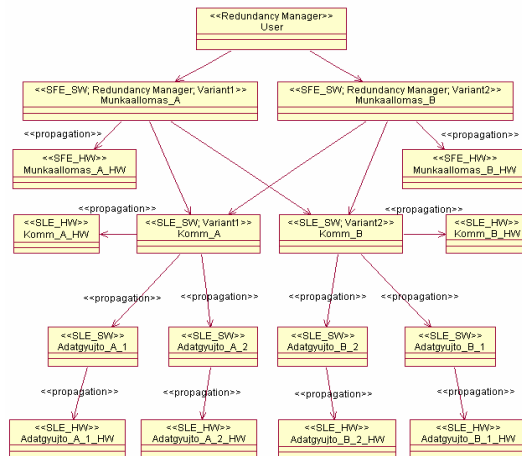 <<Redundancy Manager>>
User
<<SFE_SW; Redundancy Manager; Variant1>>
Munkaallomas_A
<<SFE_SW; Redundancy Manager; Variant2>>
Munkaallomas_B
<<propagation>>
<<propagation>>
<<SFE_HW>>
Munkaallomas_A_HW
<<SFE_HW>>
Munkaallomas_B_HW
<<propagation>>
<<propagation>>
<<SLE_HW>>
Komm_A_HW
<<SLE_SW; Variant1>>
Komm_A
<<SLE_SW; Variant2>>
Komm_B
<<SLE_HW>>
Komm_B_HW
<<propagation>>
<<propagation>>
<<propagation>>
<<propagation>>
<<SLE_SW>>
Adatgyujto_A_1
<<SLE_SW>>
Adatgyujto_A_2
<<SLE_SW>>
Adatgyujto_B_2
<<SLE_SW>>
Adatgyujto_B_1
<<propagation>>
<<propagation>>
<<propagation>>
<<propagation>>
<<SLE_HW>>
Adatgyujto_A_1_HW
<<SLE_HW>>
Adatgyujto_A_2_HW
<<SLE_HW>>
Adatgyujto_B_2_HW
<<SLE_HW>>
Adatgyujto_B_1_HW